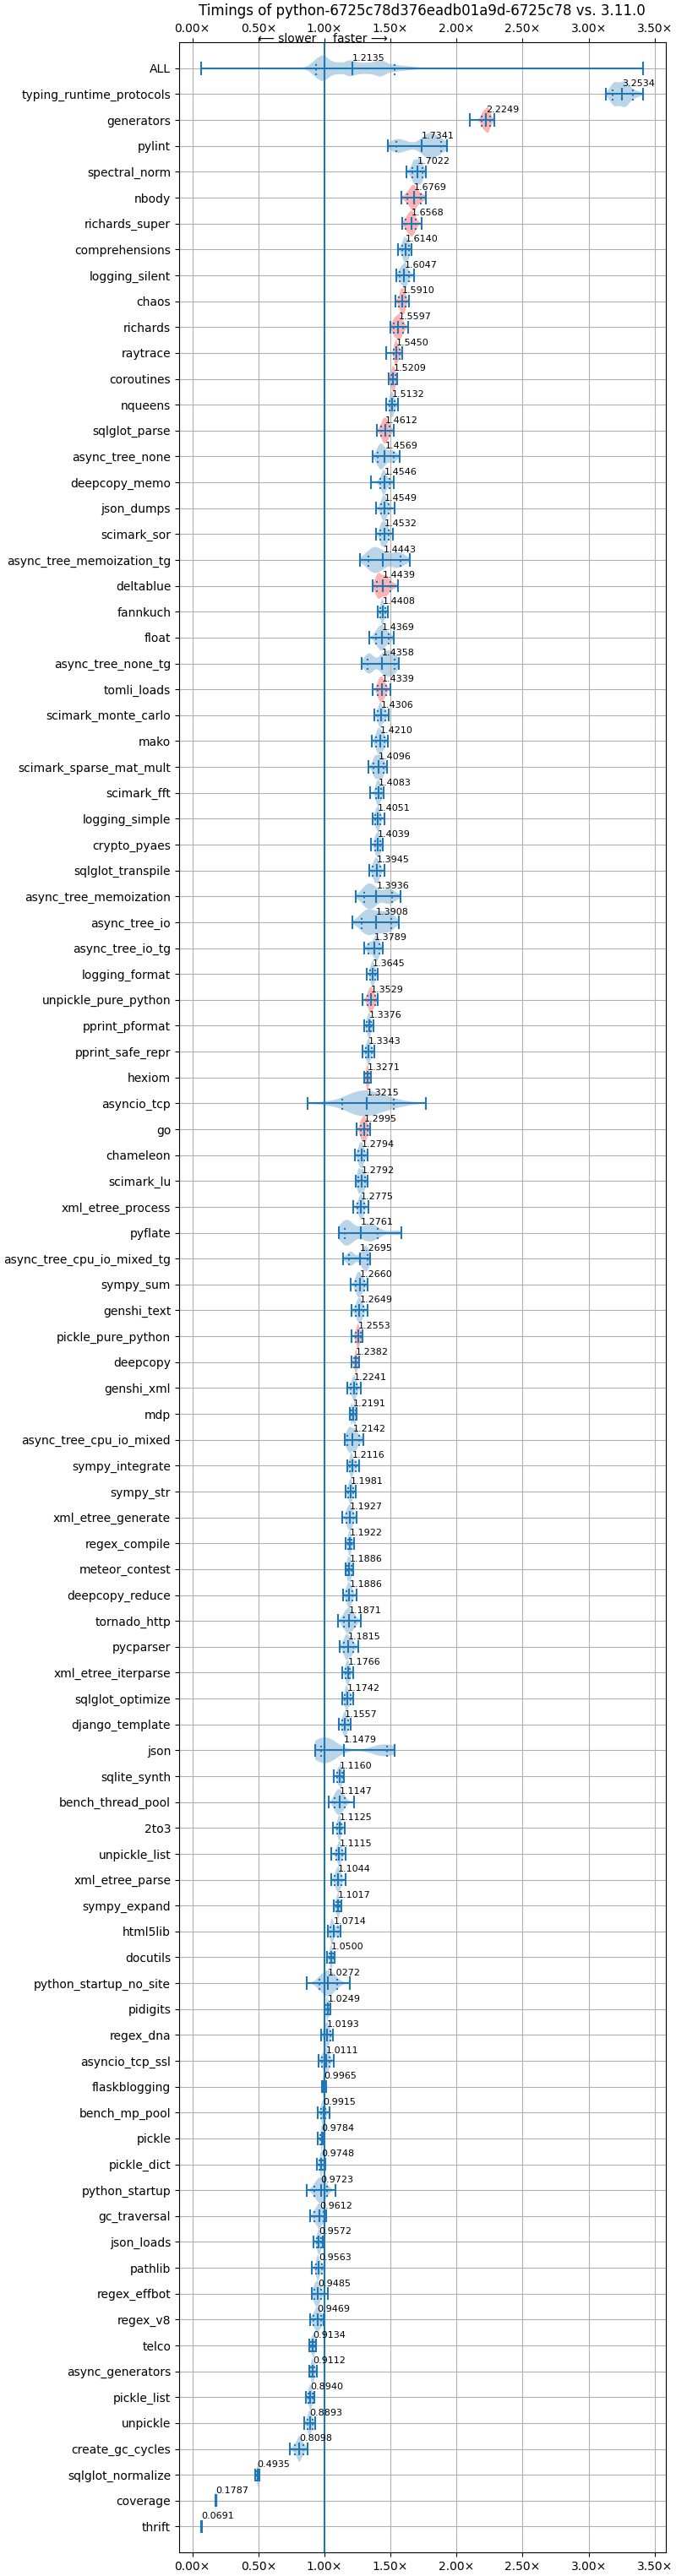 Timings of python-6725c78d376eadb01a9d-6725c78 vs. 3.11.0
0.00× 0.50× 1.00× 1.50× 2.00× 2.50× 3.00× 3.50×
⟵ slower faster ⟶
ALL 1.2135
typing_runtime_protocols 3.2534
generators 2.2249
pylint 1.7341
spectral_norm 1.7022
nbody 1.6769
richards_super 1.6568
comprehensions 1.6140
logging_silent 1.6047
chaos 1.5910
richards 1.5597
raytrace 1.5450
coroutines 1.5209
nqueens 1.5132
sqlglot_parse 1.4612
async_tree_none 1.4569
deepcopy_memo 1.4546
json_dumps 1.4549
scimark_sor 1.4532
async_tree_memoization_tg 1.4443
deltablue 1.4439
fannkuch 1.4408
float 1.4369
async_tree_none_tg 1.4358
tomli_loads 1.4339
scimark_monte_carlo 1.4306
mako 1.4210
scimark_sparse_mat_mult 1.4096
scimark_fft 1.4083
logging_simple 1.4051
crypto_pyaes 1.4039
sqlglot_transpile 1.3945
async_tree_memoization 1.3936
async_tree_io 1.3908
async_tree_io_tg 1.3789
logging_format 1.3645
unpickle_pure_python 1.3529
pprint_pformat 1.3376
pprint_safe_repr 1.3343
hexiom 1.3271
asyncio_tcp 1.3215
go 1.2995
chameleon 1.2794
scimark_lu 1.2792
xml_etree_process 1.2775
pyflate 1.2761
async_tree_cpu_io_mixed_tg 1.2695
sympy_sum 1.2660
genshi_text 1.2649
pickle_pure_python 1.2553
deepcopy 1.2382
genshi_xml 1.2241
mdp 1.2191
async_tree_cpu_io_mixed 1.2142
sympy_integrate 1.2116
sympy_str 1.1981
xml_etree_generate 1.1927
regex_compile 1.1922
meteor_contest 1.1886
deepcopy_reduce 1.1886
tornado_http 1.1871
pycparser 1.1815
xml_etree_iterparse 1.1766
sqlglot_optimize 1.1742
django_template 1.1557
json 1.1479
sqlite_synth 1.1160
bench_thread_pool 1.1147
2to3 1.1125
unpickle_list 1.1115
xml_etree_parse 1.1044
sympy_expand 1.1017
html5lib 1.0714
docutils 1.0500
python_startup_no_site 1.0272
pidigits 1.0249
regex_dna 1.0193
asyncio_tcp_ssl 1.0111
flaskblogging 0.9965
bench_mp_pool 0.9915
pickle 0.9784
pickle_dict 0.9748
python_startup 0.9723
gc_traversal 0.9612
json_loads 0.9572
pathlib 0.9563
regex_effbot 0.9485
regex_v8 0.9469
telco 0.9134
async_generators 0.9112
pickle_list 0.8940
unpickle 0.8893
create_gc_cycles 0.8098
sqlglot_normalize 0.4935
coverage 0.1787
thrift 0.0691
0.00× 0.50× 1.00× 1.50× 2.00× 2.50× 3.00× 3.50×